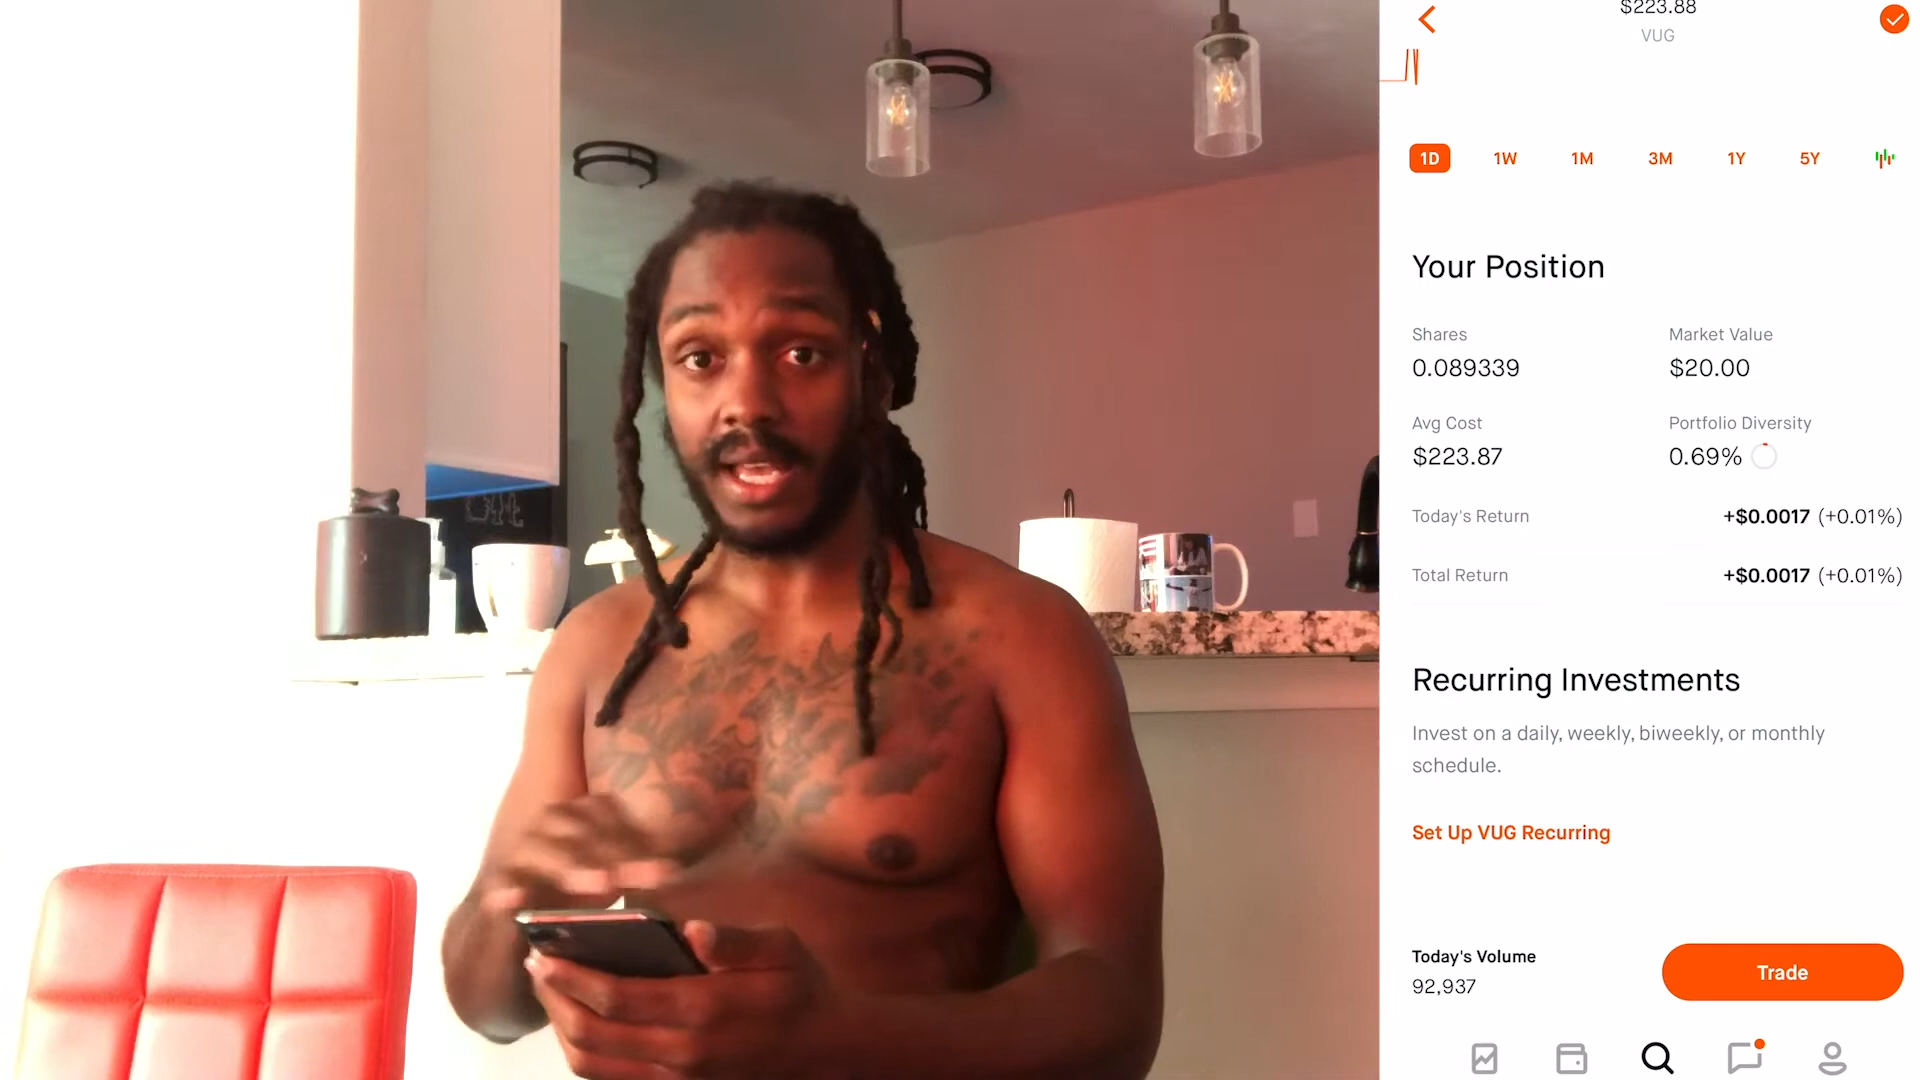 $223.88
VUG
1D 1W 1M 3M 1Y 5Y
Your Position
Shares Market Value
0.089339 $20.00
Avg Cost Portfolio Diversity
$223.87 0.69%
Today's Return +$0.0017 (+0.01%)
Total Return +$0.0017 (+0.01%)
Recurring Investments
Invest on a daily, weekly, biweekly, or monthly
schedule.
Set Up VUG Recurring
Today's Volume
92,937
Trade